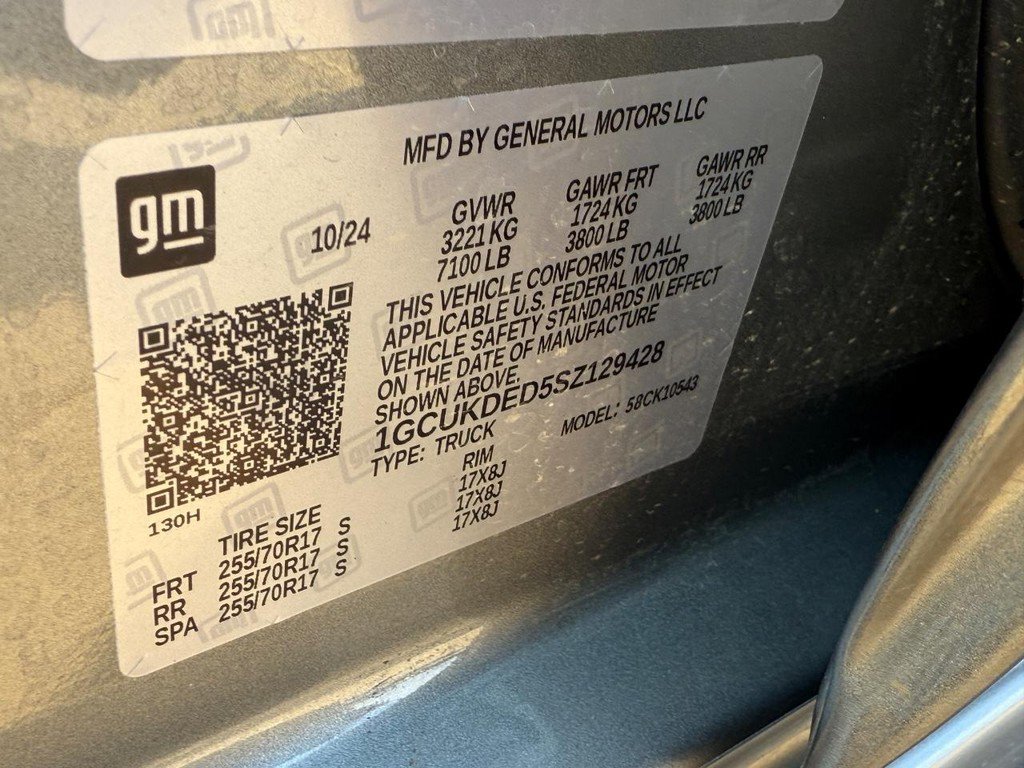 gm
MFD BY GENERAL MOTORS LLC
10/24
GVWR GAWR FRT GAWR RR
3221 KG 1724 KG 1724 KG
7100 LB 3800 LB 3800 LB
THIS VEHICLE CONFORMS TO ALL
APPLICABLE U.S. FEDERAL MOTOR
VEHICLE SAFETY STANDARDS IN EFFECT
ON THE DATE OF MANUFACTURE
SHOWN ABOVE.
1GCUKDED5SZ129428
TYPE: TRUCK MODEL: 58CK10543
130H
TIRE SIZE RIM
FRT 255/70R17 S 17X8J
RR 255/70R17 S 17X8J
SPA 255/70R17 S 17X8J